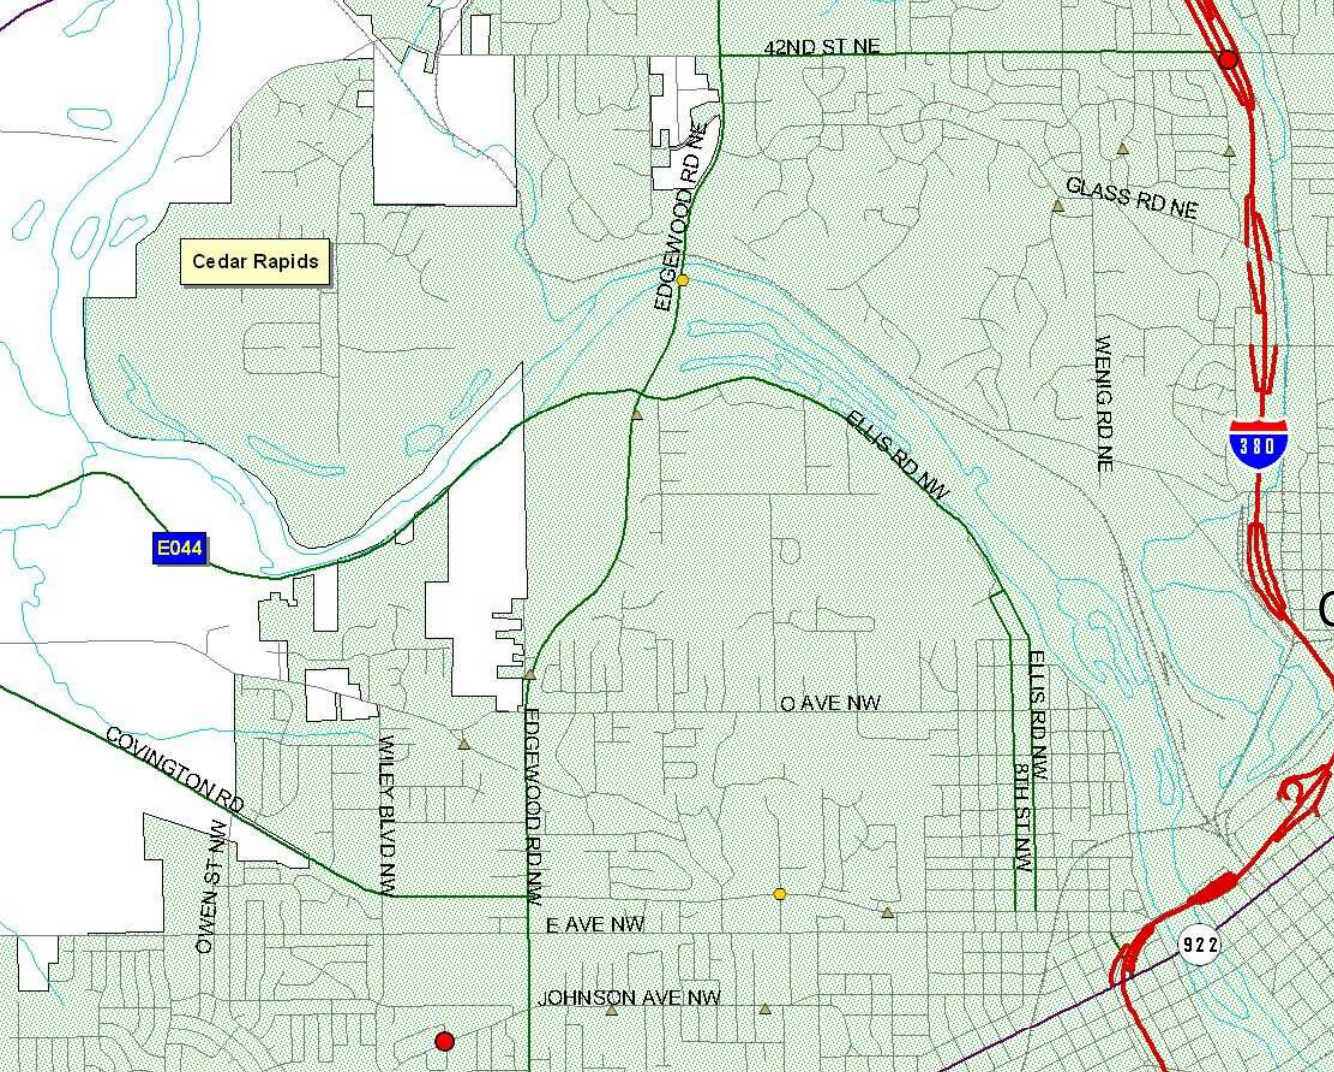 42ND ST NE
EDGEWOOD RD NE
GLASS RD NE
Cedar Rapids
WENIG RD NE
ELLIS RD NW
380
E044
C
O AVE NW
ELLIS RD NW
COVINGTON RD
WILEY BLVD NW
EDGEWOOD RD NW
8TH ST NW
OWEN ST NW
E AVE NW
922
JOHNSON AVE NW